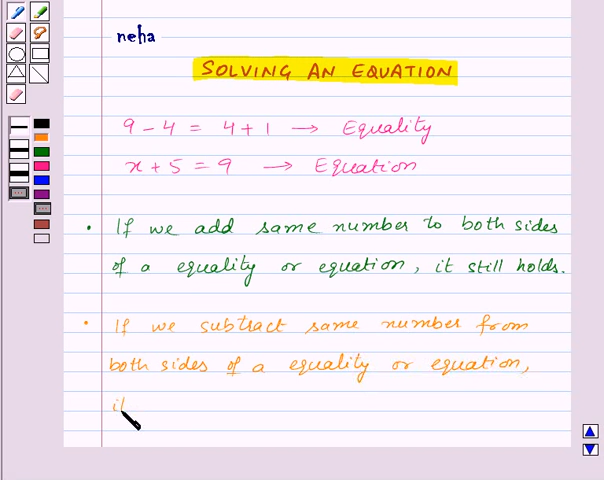 neha
SOLVING AN EQUATION
9 - 4 = 4 + 1 → Equality
x + 5 = 9 → Equation
• If we add same number to both sides
of a equality or equation, it still holds.
• If we subtract same number from
both sides of a equality or equation,